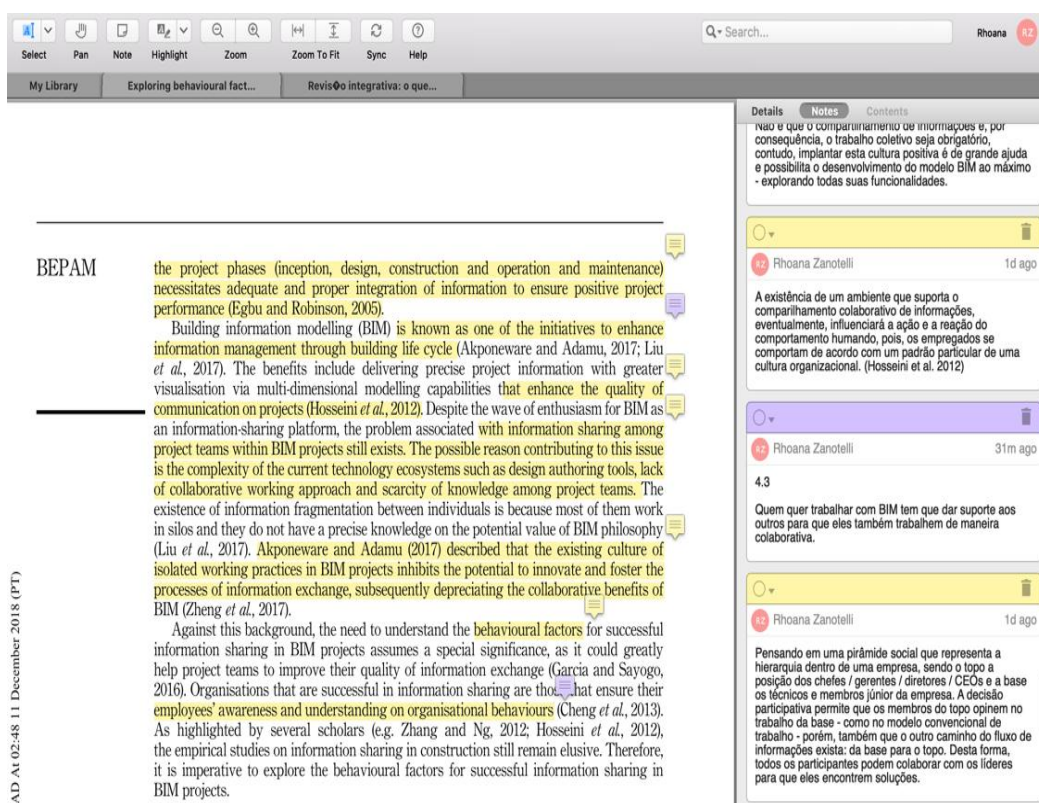 Select Pan Note Highlight Zoom Zoom To Fit Sync Help
Search...
Rhoana RZ
My Library
Exploring behavioural fact...
Revis�o integrativa: o que...
BEPAM
AD At 02:48 11 December 2018 (PT)
the project phases (inception, design, construction and operation and maintenance)
necessitates adequate and proper integration of information to ensure positive project
performance (Egbu and Robinson, 2005).
Building information modelling (BIM) is known as one of the initiatives to enhance
information management through building life cycle (Akponeware and Adamu, 2017; Liu
et al., 2017). The benefits include delivering precise project information with greater
visualisation via multi-dimensional modelling capabilities that enhance the quality of
communication on projects (Hosseini et al., 2012). Despite the wave of enthusiasm for BIM as
an information-sharing platform, the problem associated with information sharing among
project teams within BIM projects still exists. The possible reason contributing to this issue
is the complexity of the current technology ecosystems such as design authoring tools, lack
of collaborative working approach and scarcity of knowledge among project teams. The
existence of information fragmentation between individuals is because most of them work
in silos and they do not have a precise knowledge on the potential value of BIM philosophy
(Liu et al., 2017). Akponeware and Adamu (2017) described that the existing culture of
isolated working practices in BIM projects inhibits the potential to innovate and foster the
processes of information exchange, subsequently depreciating the collaborative benefits of
BIM (Zheng et al., 2017).
Against this background, the need to understand the behavioural factors for successful
information sharing in BIM projects assumes a special significance, as it could greatly
help project teams to improve their quality of information exchange (Garcia and Sayogo,
2016). Organisations that are successful in information sharing are those that ensure their
employees' awareness and understanding on organisational behaviours (Cheng et al., 2013).
As highlighted by several scholars (e.g. Zhang and Ng, 2012; Hosseini et al., 2012),
the empirical studies on information sharing in construction still remain elusive. Therefore,
it is imperative to explore the behavioural factors for successful information sharing in
BIM projects.
Details Notes Contents
Não é que o compartilhamento de informações e, por
consequência, o trabalho coletivo seja obrigatório,
contudo, implantar esta cultura positiva é de grande ajuda
e possibilita o desenvolvimento do modelo BIM ao máximo
- explorando todas suas funcionalidades.
RZ Rhoana Zanotelli 1d ago
A existência de um ambiente que suporta o
comparilhamento colaborativo de informações,
eventualmente, influenciará a ação e a reação do
comportamento humando, pois, os empregados se
comportam de acordo com um padrão particular de uma
cultura organizacional. (Hosseini et al. 2012)
RZ Rhoana Zanotelli 31m ago
4.3
Quem quer trabalhar com BIM tem que dar suporte aos
outros para que eles também trabalhem de maneira
colaborativa.
RZ Rhoana Zanotelli 1d ago
Pensando em uma pirâmide social que representa a
hierarquia dentro de uma empresa, sendo o topo a
posição dos chefes / gerentes / diretores / CEOs e a base
os técnicos e membros júnior da empresa. A decisão
participativa permite que os membros do topo opinem no
trabalho da base - como no modelo convencional de
trabalho - porém, também que o outro caminho do fluxo de
informações exista: da base para o topo. Desta forma,
todos os participantes podem colaborar com os líderes
para que eles encontrem soluções.